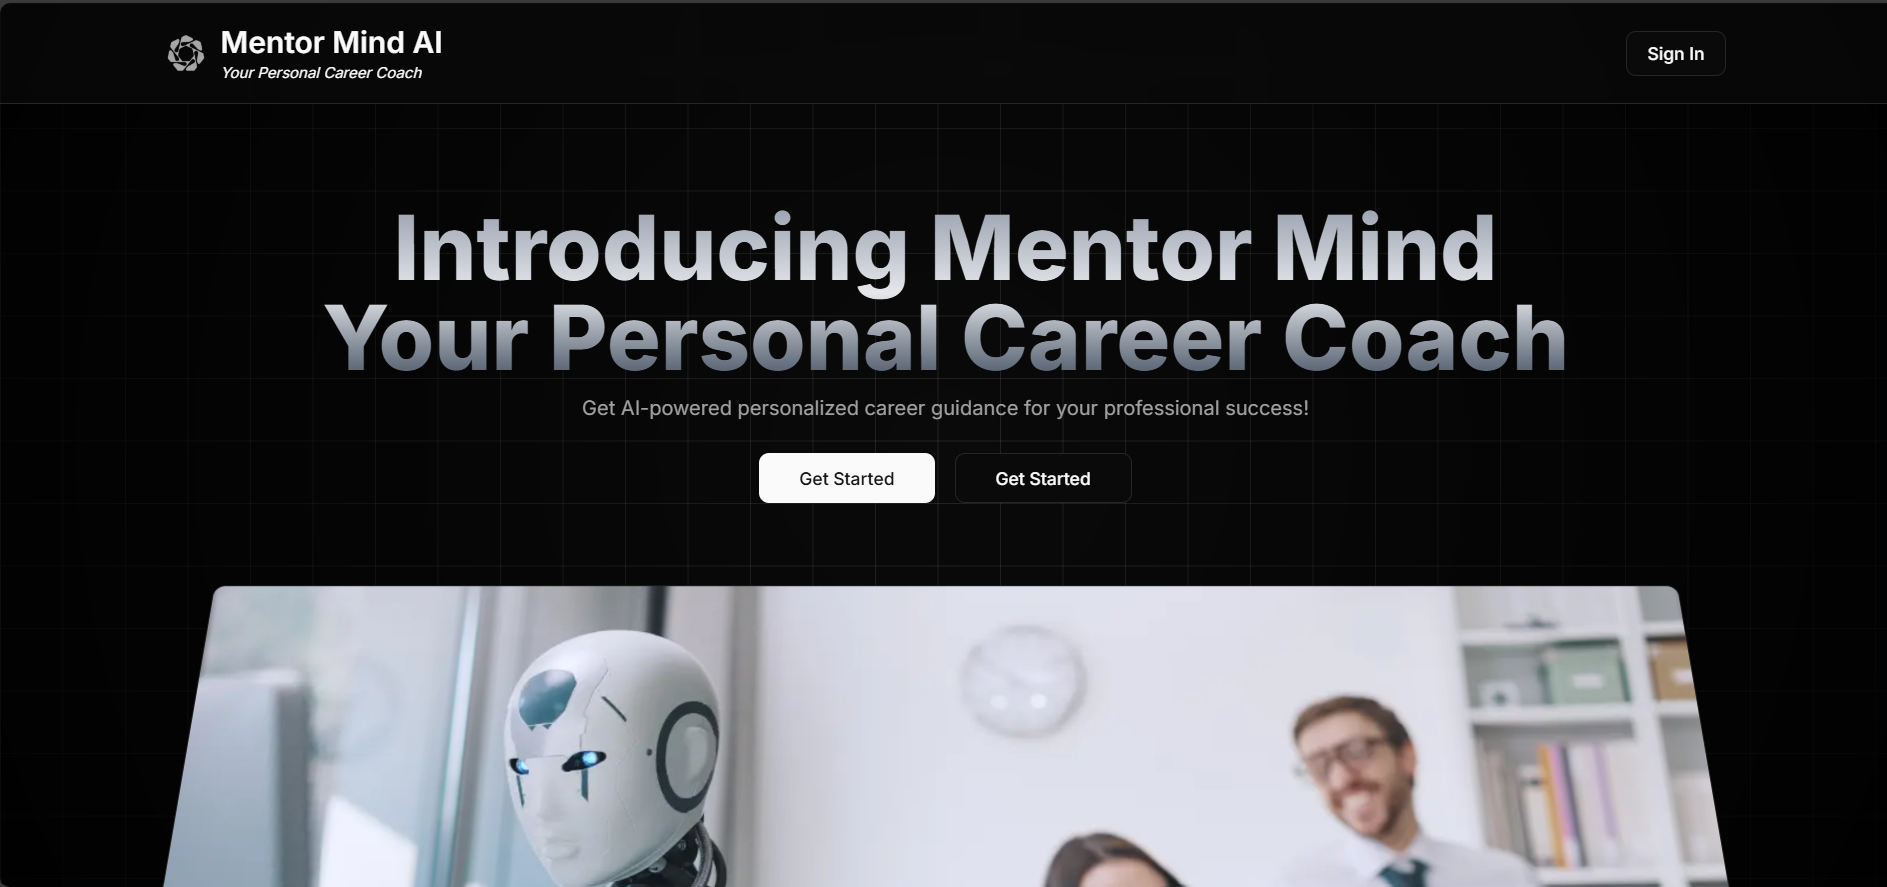 Mentor Mind AI
Your Personal Career Coach
Sign In
Introducing Mentor Mind
Your Personal Career Coach
Get AI-powered personalized career guidance for your professional success!
Get Started
Get Started